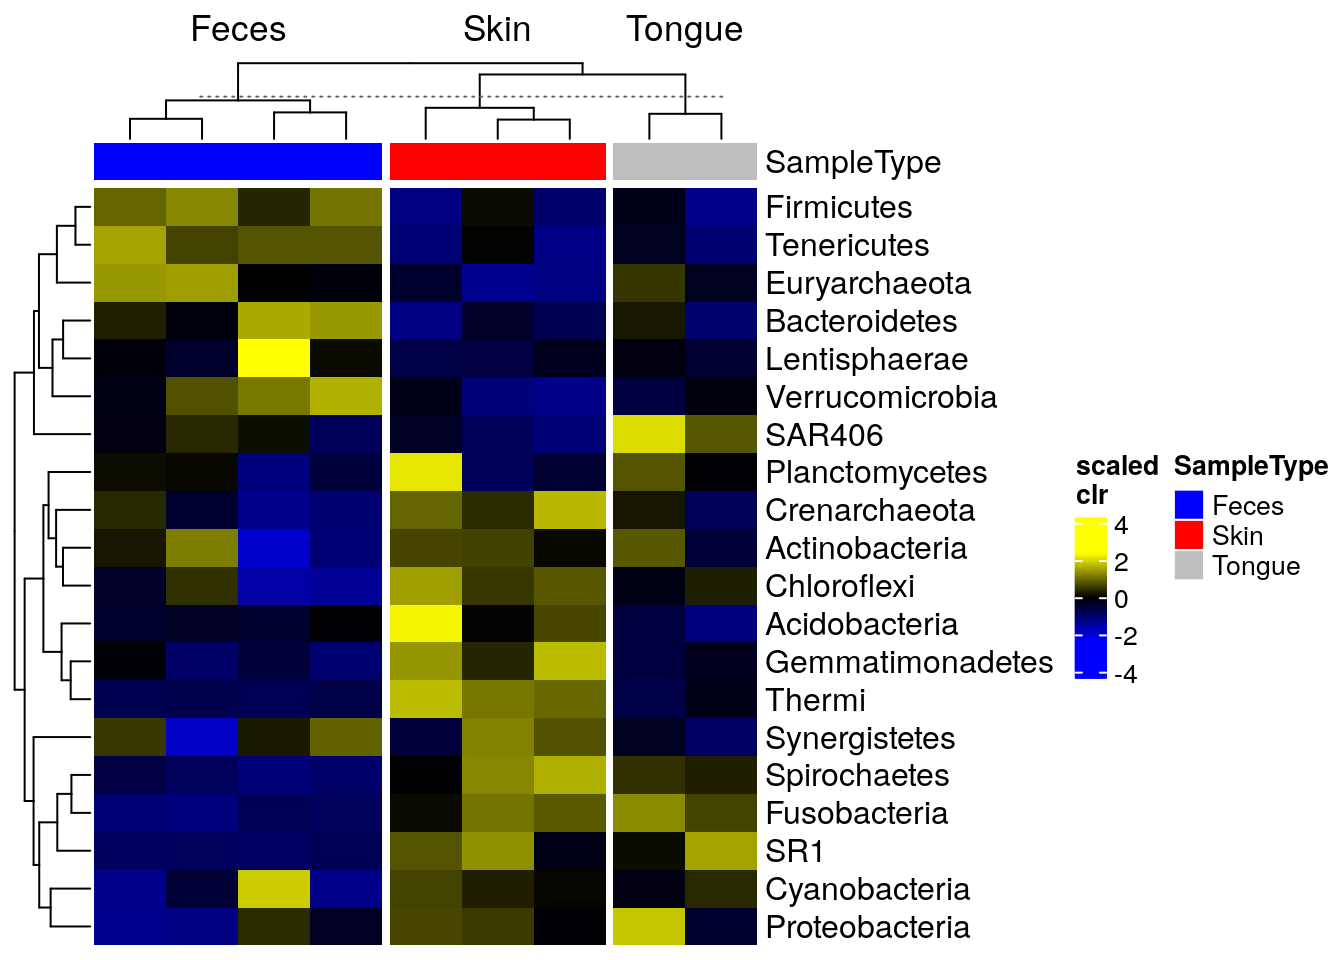 Feces Skin Tongue
SampleType
Firmicutes
Tenericutes
Euryarchaeota
Bacteroidetes
Lentisphaerae
Verrucomicrobia
SAR406
Planctomycetes
Crenarchaeota
Actinobacteria
Chloroflexi
Acidobacteria
Gemmatimonadetes
Thermi
Synergistetes
Spirochaetes
Fusobacteria
SR1
Cyanobacteria
Proteobacteria
scaled
clr
4
2
0
-2
-4
SampleType
Feces
Skin
Tongue